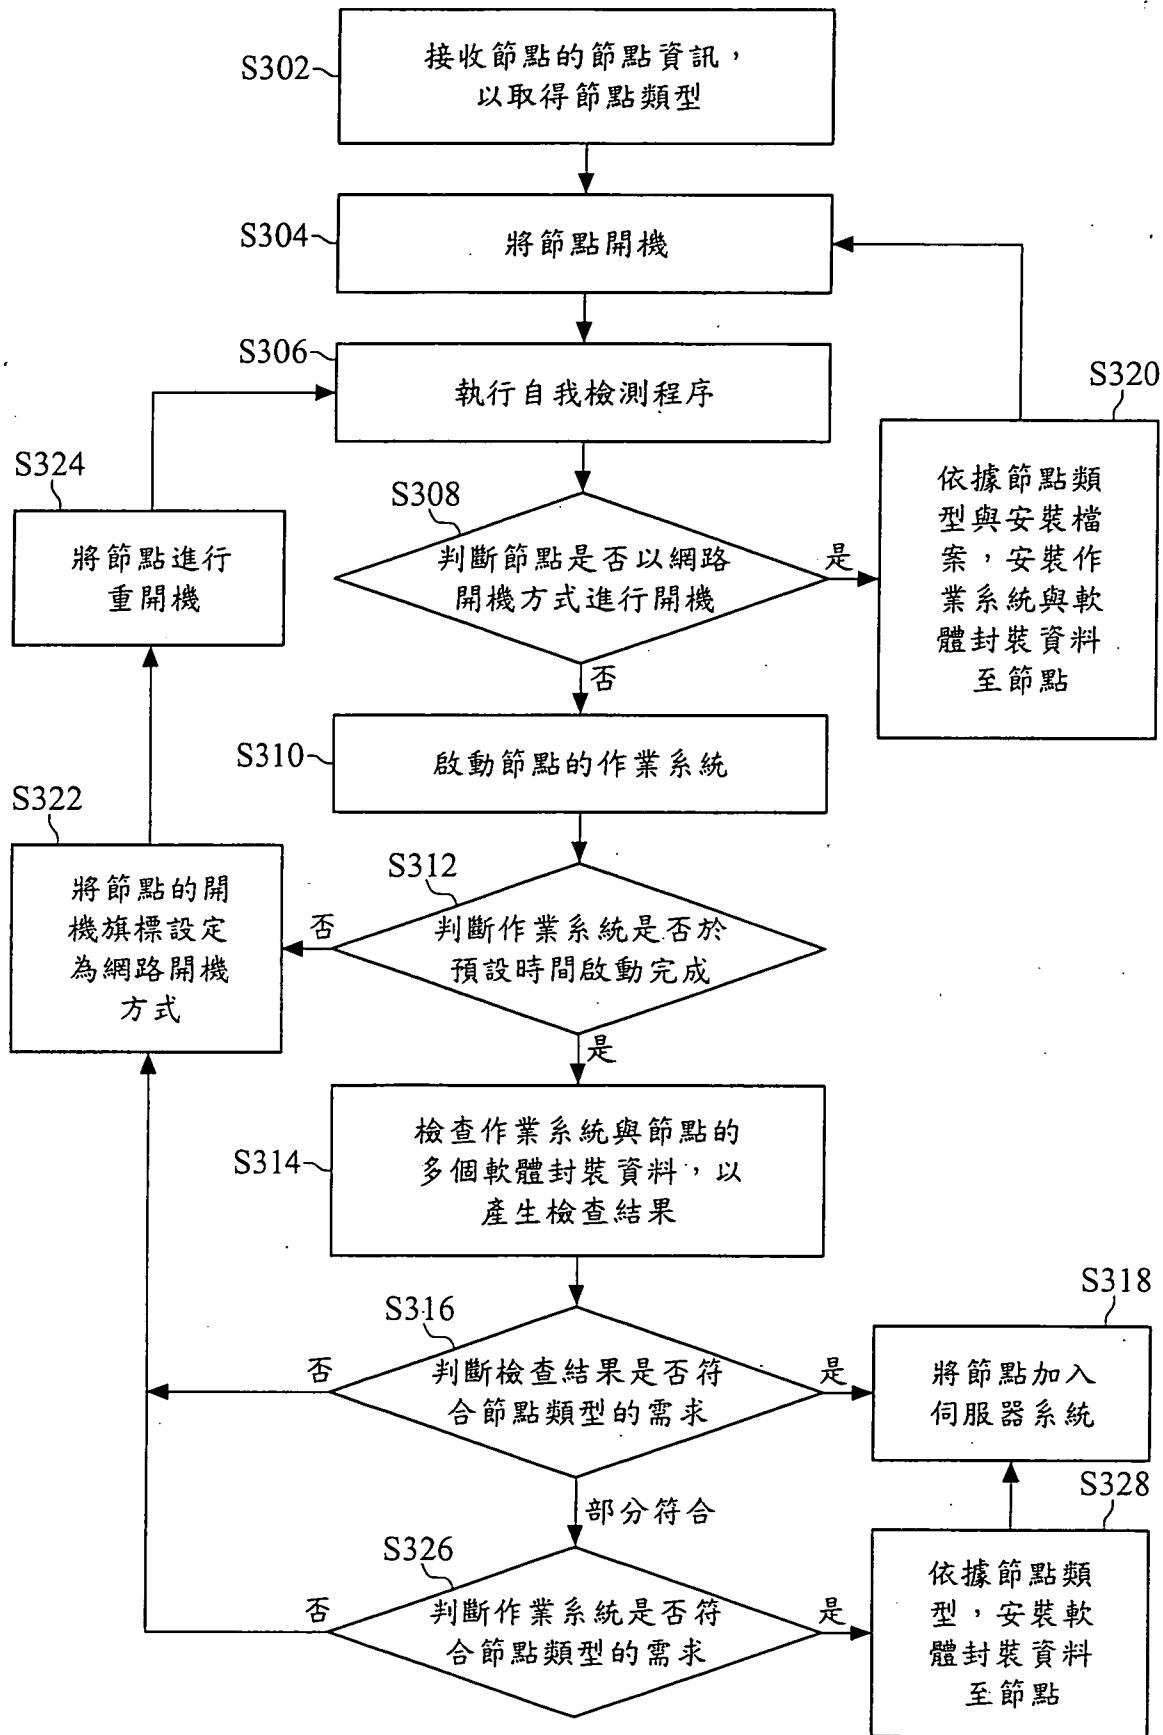 S302
接收節點的節點資訊，
以取得節點類型
S304
將節點開機
S306
執行自我檢測程序
S320
依據節點類
型與安裝檔
案，安裝作
業系統與軟
體封裝資料
至節點
S324
將節點進行
重開機
S308
判斷節點是否以網路
開機方式進行開機
是
否
S310
啟動節點的作業系統
S322
將節點的開
機旗標設定
為網路開機
方式
S312
判斷作業系統是否於
預設時間啟動完成
否
是
S314
檢查作業系統與節點的
多個軟體封裝資料，以
產生檢查結果
S316
判斷檢查結果是否符
合節點類型的需求
否
是
S318
將節點加入
伺服器系統
部分符合
S326
判斷作業系統是否符
合節點類型的需求
否
是
S328
依據節點類
型，安裝軟
體封裝資料
至節點